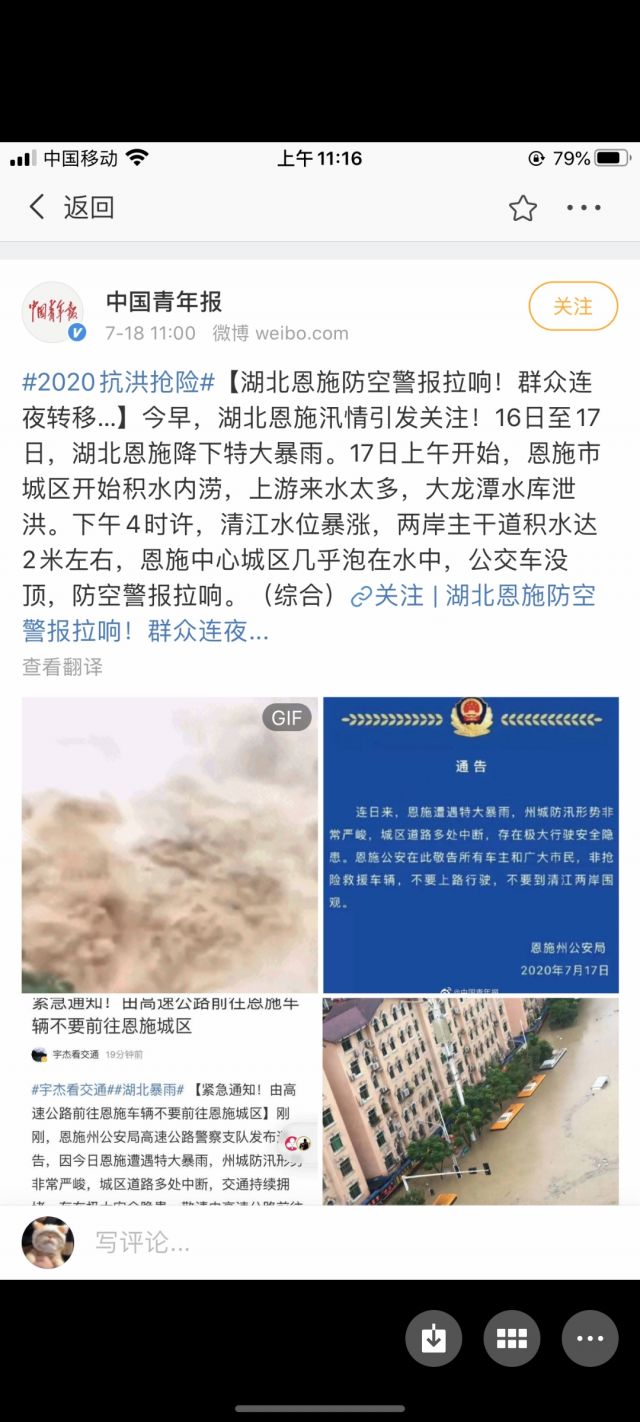 中国移动
上午11:16
79%
返回
中国青年报
中国青年报
关注
7-18 11:00 微博 weibo.com
#2020抗洪抢险#【湖北恩施防空警报拉响！群众连
夜转移...】今早，湖北恩施汛情引发关注！16日至17
日，湖北恩施降下特大暴雨。17日上午开始，恩施市
城区开始积水内涝，上游来水太多，大龙潭水库泄
洪。下午4时许，清江水位暴涨，两岸主干道积水达
2米左右，恩施中心城区几乎泡在水中，公交车没
顶，防空警报拉响。（综合）关注 | 湖北恩施防空
警报拉响！群众连夜...
查看翻译
GIF
通告
连日来，恩施遭遇特大暴雨，州城防汛形势非
常严峻，城区道路多处中断，存在极大行驶安全隐
患。恩施公安在此敬告所有车主和广大市民，非抢
险救援车辆，不要上路行驶，不要到清江两岸围
观。
恩施州公安局
2020年7月17日
@中国青年报
紧急通知！由高速公路前往恩施车
辆不要前往恩施城区
宇杰看交通 19分钟前
#宇杰看交通##湖北暴雨#【紧急通知！由高
速公路前往恩施车辆不要前往恩施城区】刚
刚，恩施州公安局高速公路警察支队发布
告，因今日恩施遭遇特大暴雨，州城防汛形
峻，城区道路多处中断，交通持续拥
写评论...